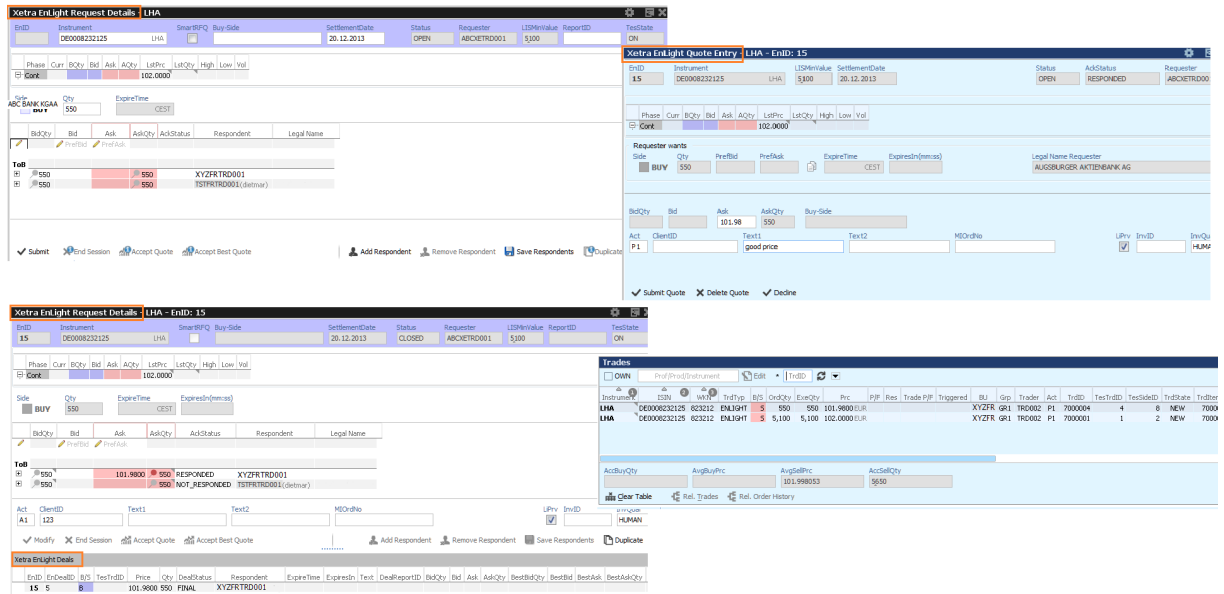 Xetra EnLight Request Details - LHA
EnID Instrument SmartRFQ Buy-Side SettlementDate Status Requester LISMinValue ReportID TesState
DE0008232125 LHA 20.12.2013 OPEN ABCXETRD001 5,100 ON
Phase Curr BQty Bid Ask AQty LstPrc LstQty High Low Vol
Cont 102.0000
Side Qty ExpireTime
ABC BANK KGAA
BUY 550 CEST
BidQty Bid Ask AskQty AckStatus Respondent Legal Name
PrefBid PrefAsk
ToB
550 550 XYZFRTRD001
550 550 TSTFRTRD001(dietmar)
Submit End Session Accept Quote Accept Best Quote Add Respondent Remove Respondent Save Respondents Duplicate
Xetra EnLight Quote Entry - LHA - EnID: 15
EnID Instrument LISMinValue SettlementDate Status AckStatus Requester
15 DE0008232125 LHA 5,100 20.12.2013 OPEN RESPONDED ABCXETRD00
Phase Curr BQty Bid Ask AQty LstPrc LstQty High Low Vol
Cont 102.0000
Requester wants
Side Qty PrefBid PrefAsk ExpireTime ExpiresIn(mm:ss) Legal Name Requester
BUY 550 CEST AUGSBURGER AKTIENBANK AG
BidQty Bid Ask AskQty Buy-Side
101.98 550
Act ClientID Text1 Text2 MIOrdNo LiPrv InvID InvQu
P1 good price HUMA
Submit Quote Delete Quote Decline
Xetra EnLight Request Details - LHA - EnID: 15
EnID Instrument SmartRFQ Buy-Side SettlementDate Status Requester LISMinValue ReportID TesState
15 DE0008232125 LHA 20.12.2013 CLOSED ABCXETRD001 5,100 ON
Phase Curr BQty Bid Ask AQty LstPrc LstQty High Low Vol
Cont 102.0000
Side Qty ExpireTime ExpiresIn(mm:ss)
BUY 550 CEST
BidQty Bid Ask AskQty AckStatus Respondent Legal Name
PrefBid PrefAsk
ToB
550 101.9800 550 RESPONDED XYZFRTRD001
550 550 NOT_RESPONDED TSTFRTRD001(dietmar)
Act ClientID Text1 Text2 MIOrdNo LiPrv InvID InvQual
A1 123 HUMAN
Modify End Session Accept Quote Accept Best Quote Add Respondent Remove Respondent Save Respondents Duplicate
Xetra EnLight Deals
EnID EnDealID B/S TesTrdID Price Qty DealStatus Respondent ExpireTime ExpiresIn Text DealReportID BidQty Bid Ask AskQty BestBidQty BestBid BestAsk BestAskQty
15 5 B 101.9800 550 FINAL XYZFRTRD001
Trades
OWN Prof/Prod/Instrument Edit TrdID
1 2 3
Instrument ISIN WKN TrdTyp B/S OrdQty ExeQty Prc P/F Res Trade P/F Triggered BU Grp Trader Act TrdID TesTrdID TesSideID TrdState TrdItem
LHA DE0008232125 823212 ENLIGHT S 550 550 101.9800 EUR XYZFR GR1 TRD002 P1 7000004 4 8 NEW 7000
LHA DE0008232125 823212 ENLIGHT S 5,100 5,100 102.0000 EUR XYZFR GR1 TRD002 P1 7000001 1 2 NEW 7000
AccBuyQty AvgBuyPrc AvgSellPrc AccSellQty
101.998053 5650
Clear Table Rel. Trades Rel. Order History